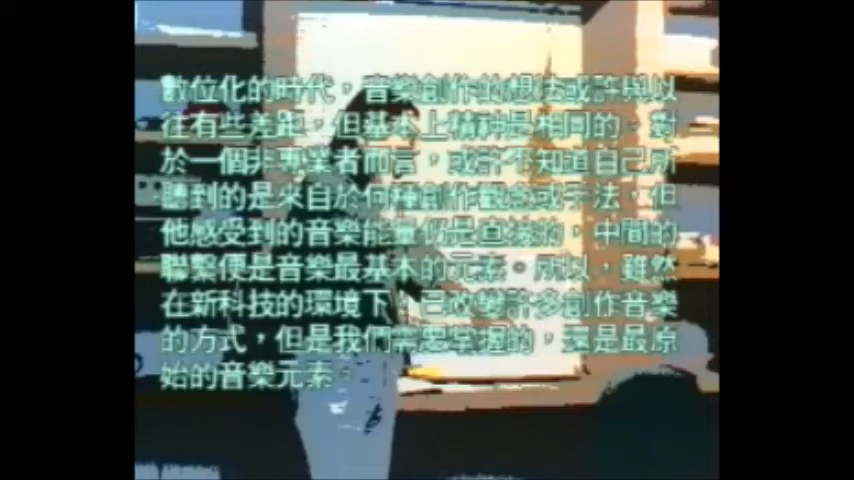 數位化的時代，音樂創作的想法或許與以
往有些差距，但基本上精神是相同的，對
於一個非專業者而言，或許不知道自己所
聽到的是來自於何種創作觀念或手法，但
他感受到的音樂能量仍是直接的，中間的
聯繫便是音樂最基本的元素。所以，雖然
在新科技的環境下，已改變許多創作音樂
的方式，但是我們需要掌握的，還是最原
始的音樂元素。